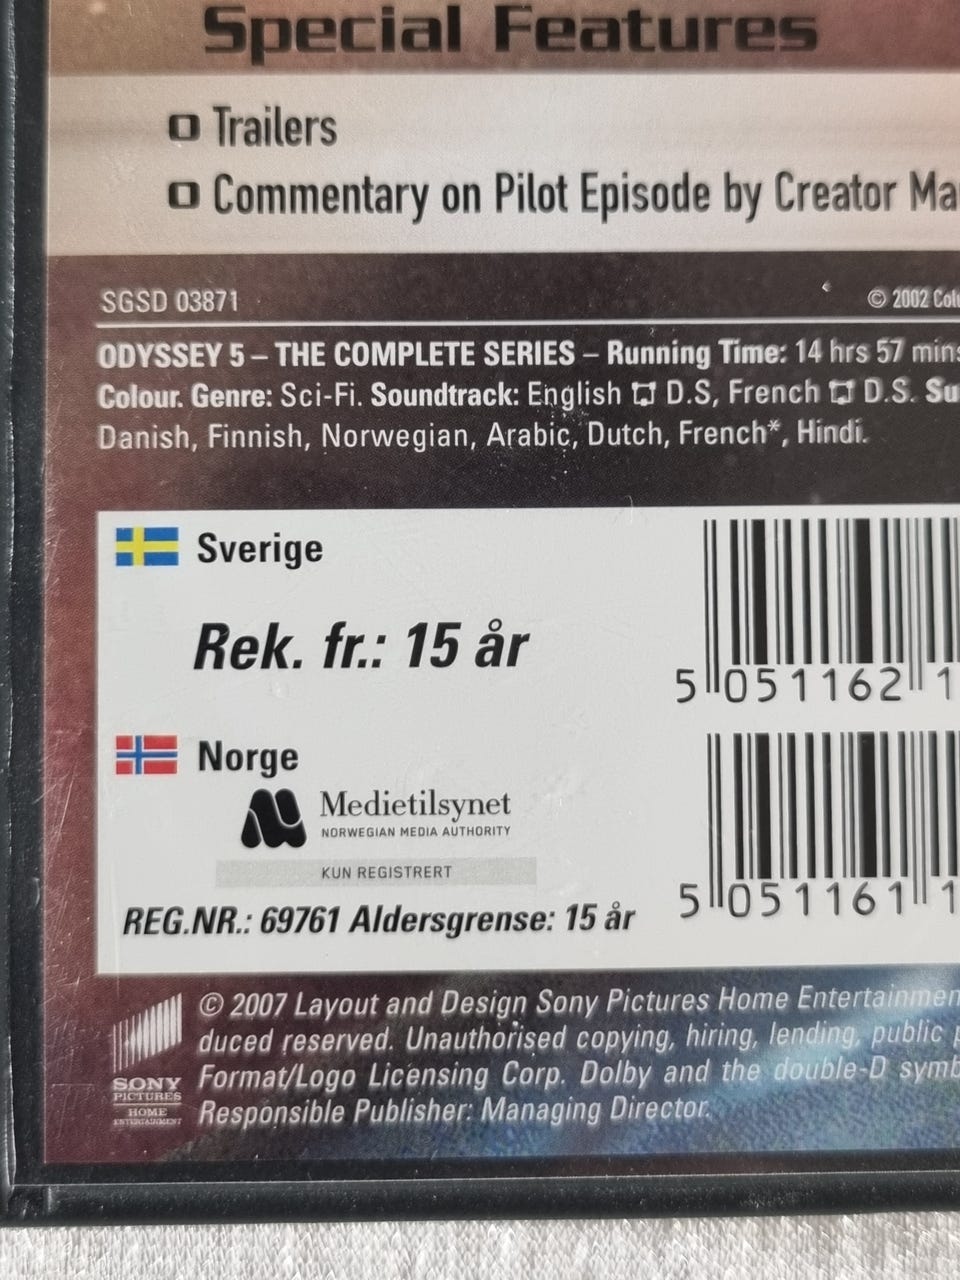 Special Features
Trailers
Commentary on Pilot Episode by Creator Ma
SGSD 03871
© 2002 Colu
ODYSSEY 5 – THE COMPLETE SERIES – Running Time: 14 hrs 57 mins
Colour. Genre: Sci-Fi. Soundtrack: English D.S, French D.S. Su
Danish, Finnish, Norwegian, Arabic, Dutch, French*, Hindi.
Sverige
Rek. fr.: 15 år
5 051162 1
Norge
Medietilsynet
NORWEGIAN MEDIA AUTHORITY
KUN REGISTRERT
REG.NR.: 69761 Aldersgrense: 15 år
5 051161 1
© 2007 Layout and Design Sony Pictures Home Entertainmen
duced reserved. Unauthorised copying, hiring, lending, public p
Format/Logo Licensing Corp. Dolby and the double-D symb
Responsible Publisher: Managing Director.
SONY
PICTURES
HOME
ENTERTAINMENT